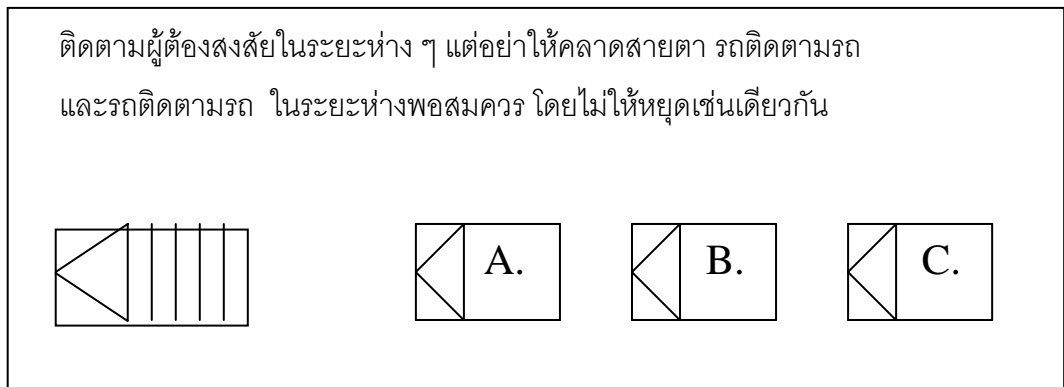 ติดตามผู้ต้องสงสัยในระยะห่าง ๆ แต่อย่าให้คลาดสายตา รถติดตามรถ
และรถติดตามรถ ในระยะห่างพอสมควร โดยไม่ให้หยุดเช่นเดียวกัน
A. B. C.